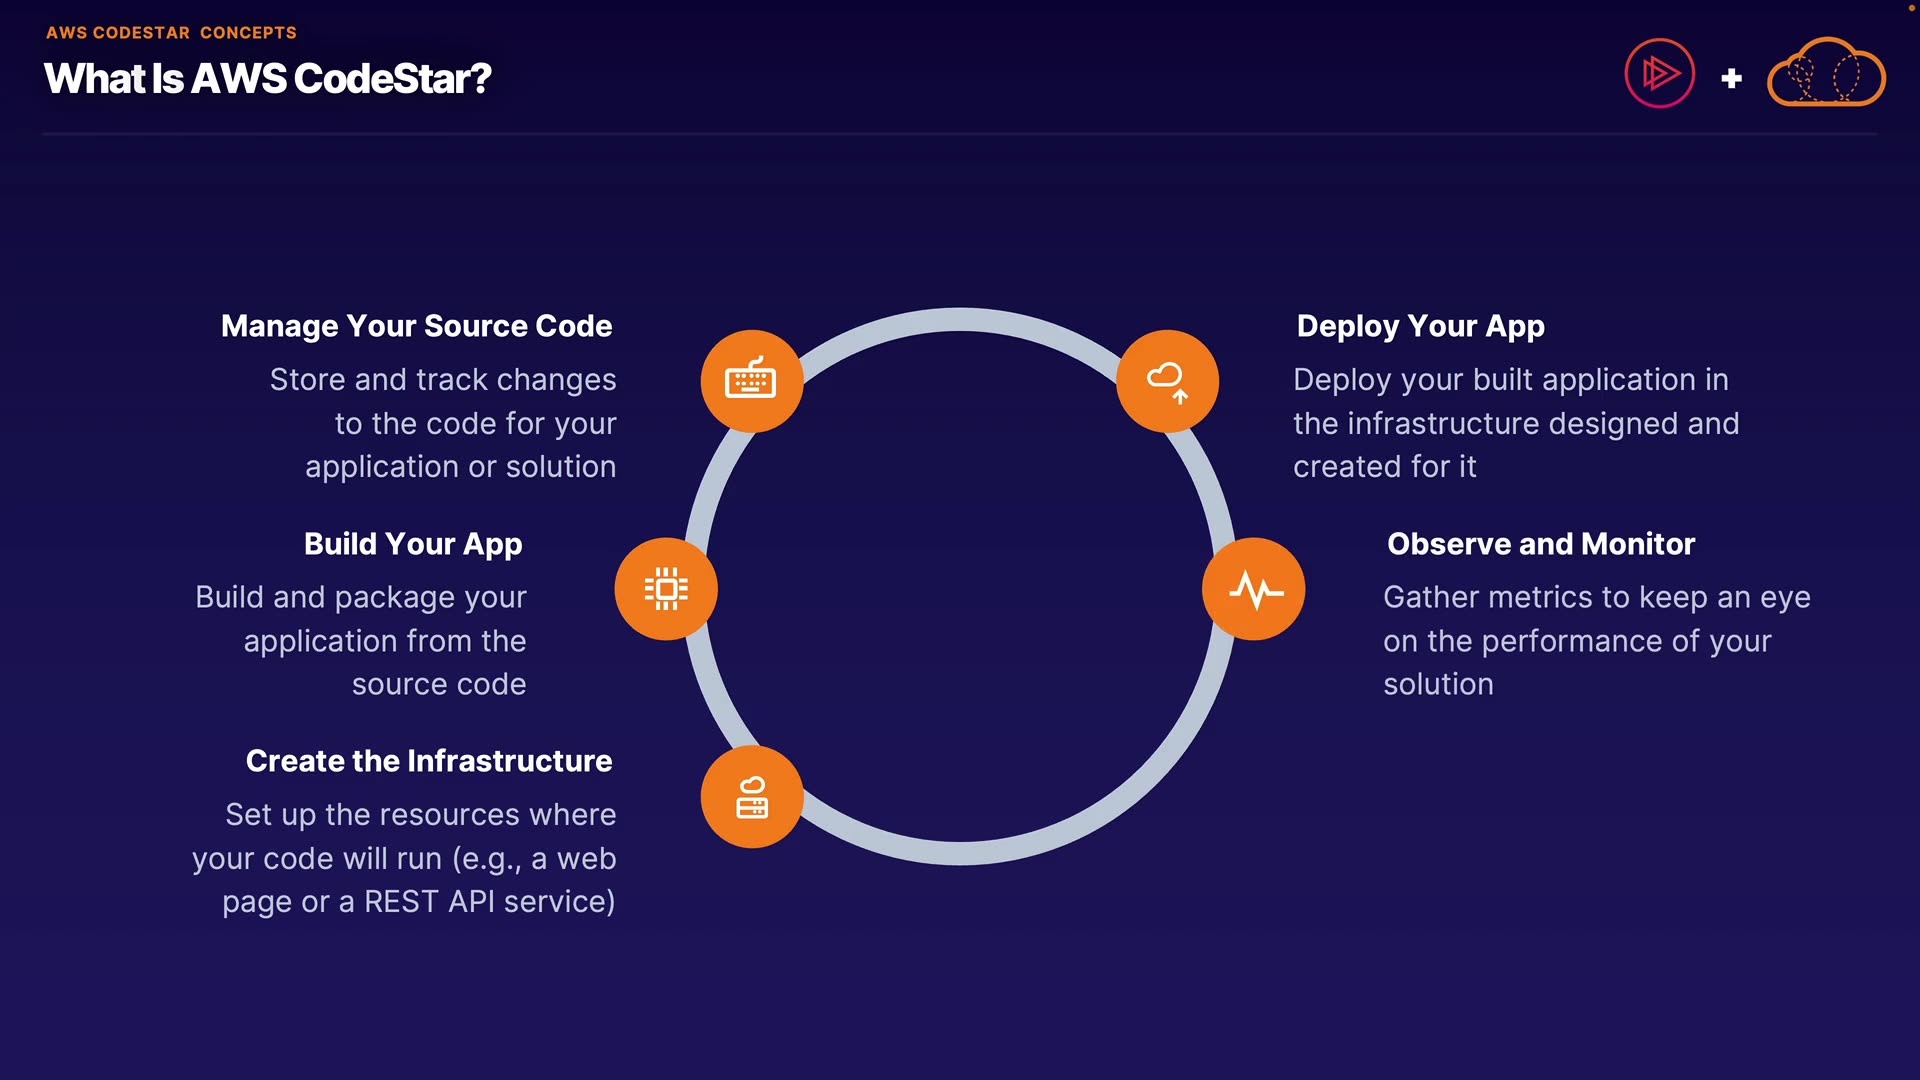 AWS CODESTAR CONCEPTS
What Is AWS CodeStar?
Manage Your Source Code
Store and track changes
to the code for your
application or solution
Build Your App
Build and package your
application from the
source code
Create the Infrastructure
Set up the resources where
your code will run (e.g., a web
page or a REST API service)
Deploy Your App
Deploy your built application in
the infrastructure designed and
created for it
Observe and Monitor
Gather metrics to keep an eye
on the performance of your
solution